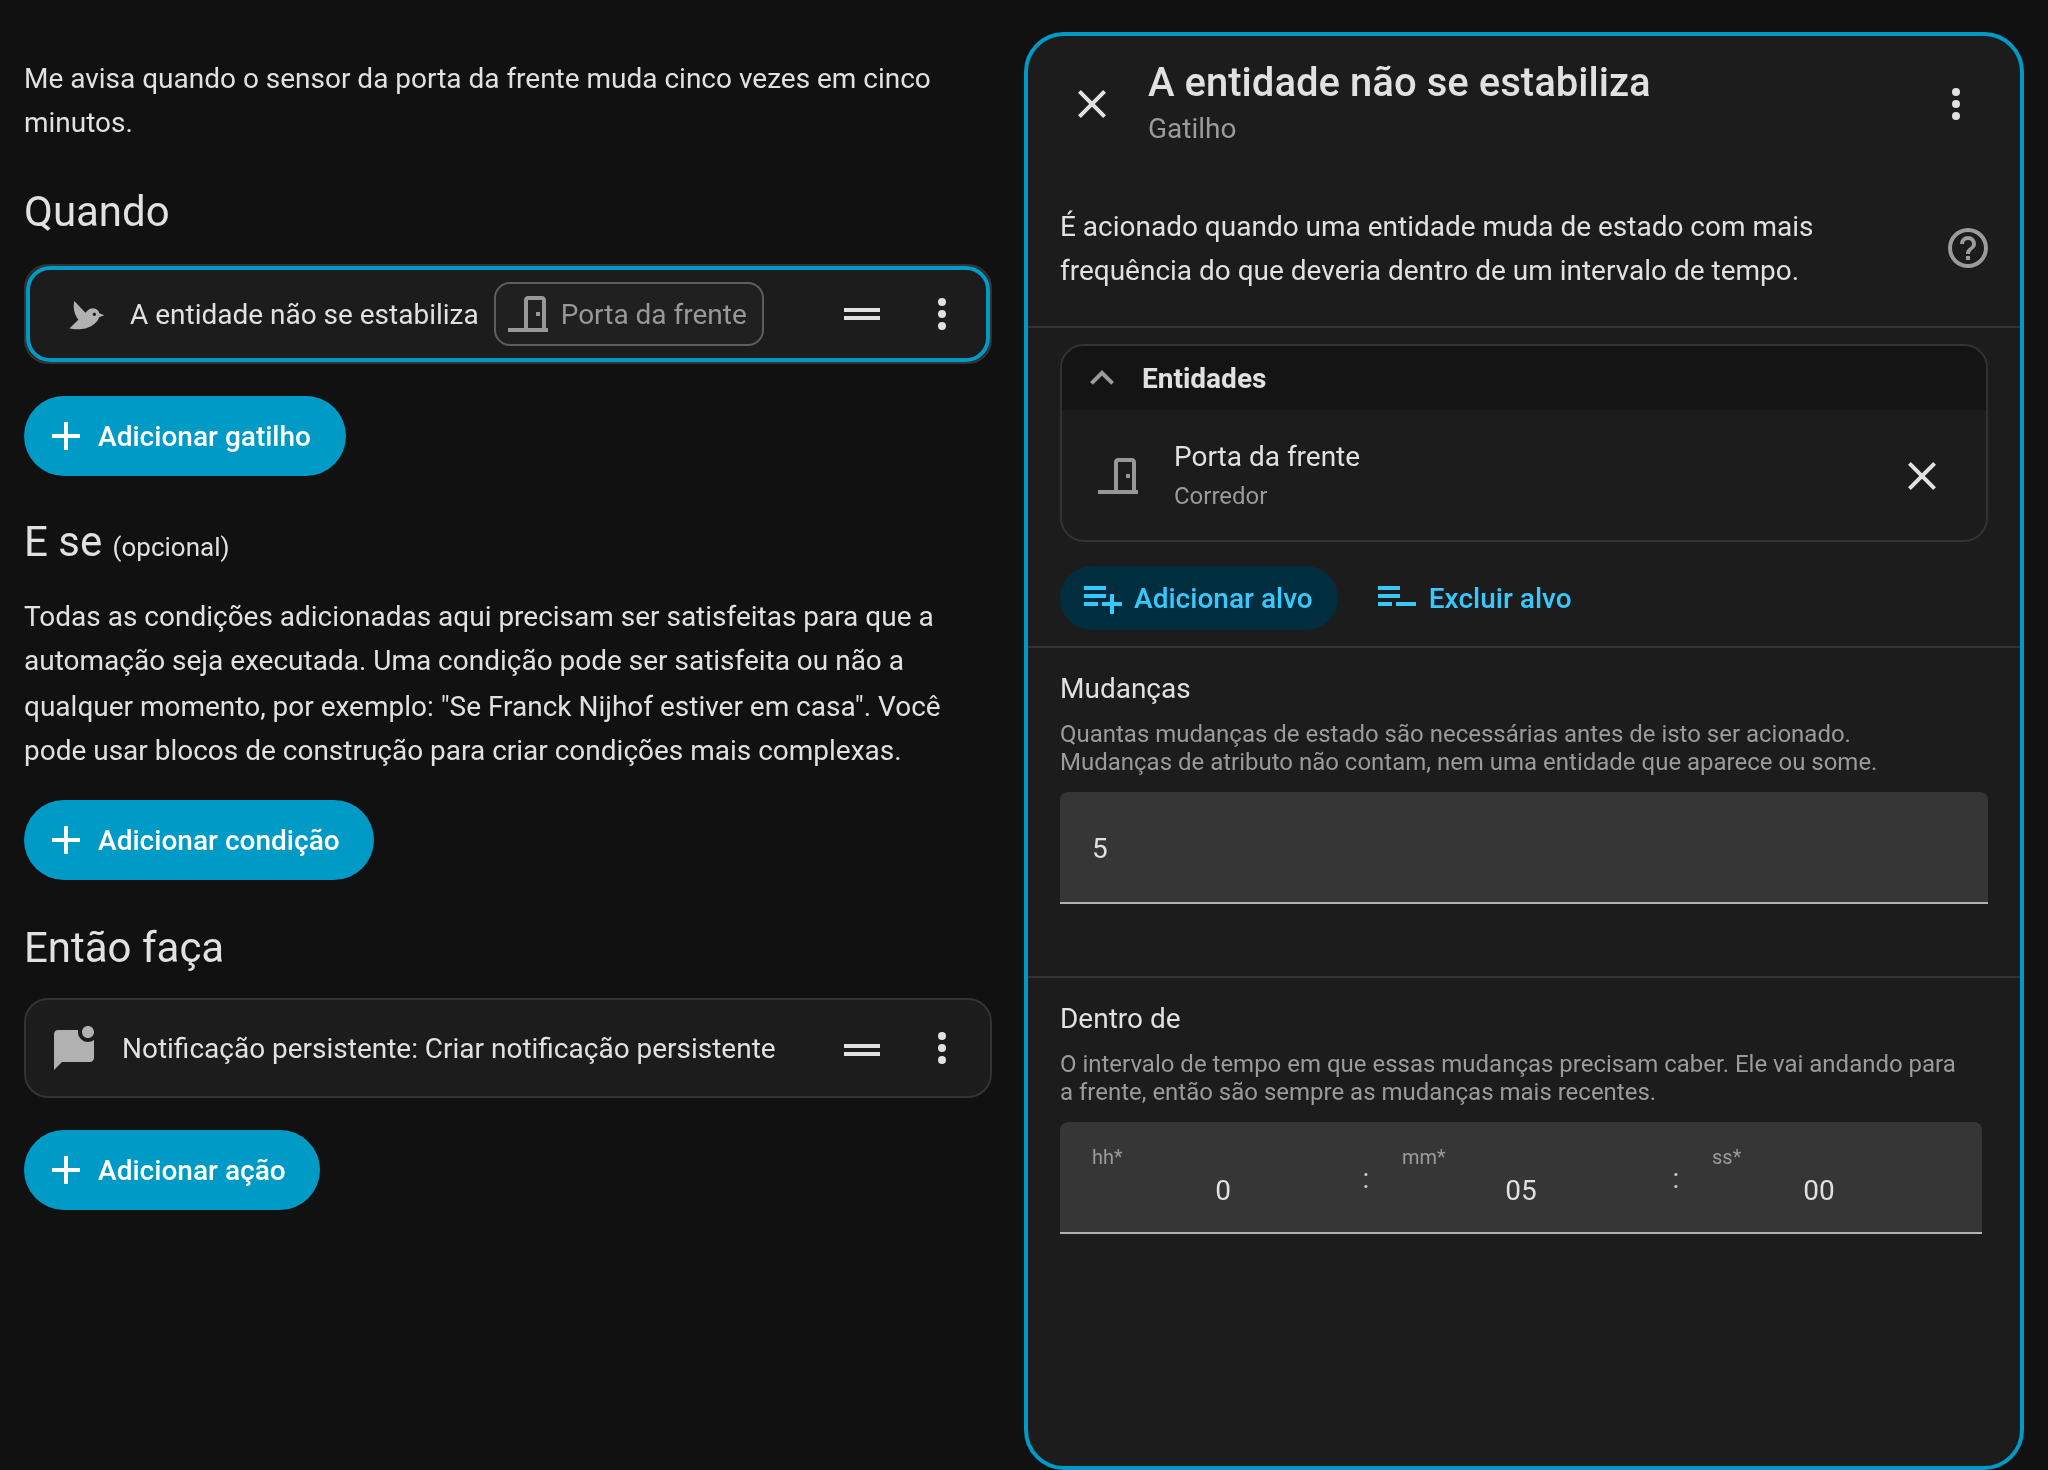 Me avisa quando o sensor da porta da frente muda cinco vezes em cinco
minutos.
Quando
A entidade não se estabiliza
Porta da frente
Adicionar gatilho
E se (opcional)
Todas as condições adicionadas aqui precisam ser satisfeitas para que a
automação seja executada. Uma condição pode ser satisfeita ou não a
qualquer momento, por exemplo: "Se Franck Nijhof estiver em casa". Você
pode usar blocos de construção para criar condições mais complexas.
Adicionar condição
Então faça
Notificação persistente: Criar notificação persistente
Adicionar ação
A entidade não se estabiliza
Gatilho
É acionado quando uma entidade muda de estado com mais
frequência do que deveria dentro de um intervalo de tempo.
Entidades
Porta da frente
Corredor
Adicionar alvo
Excluir alvo
Mudanças
Quantas mudanças de estado são necessárias antes de isto ser acionado.
Mudanças de atributo não contam, nem uma entidade que aparece ou some.
5
Dentro de
O intervalo de tempo em que essas mudanças precisam caber. Ele vai andando para
a frente, então são sempre as mudanças mais recentes.
hh* mm* ss*
0 : 05 : 00